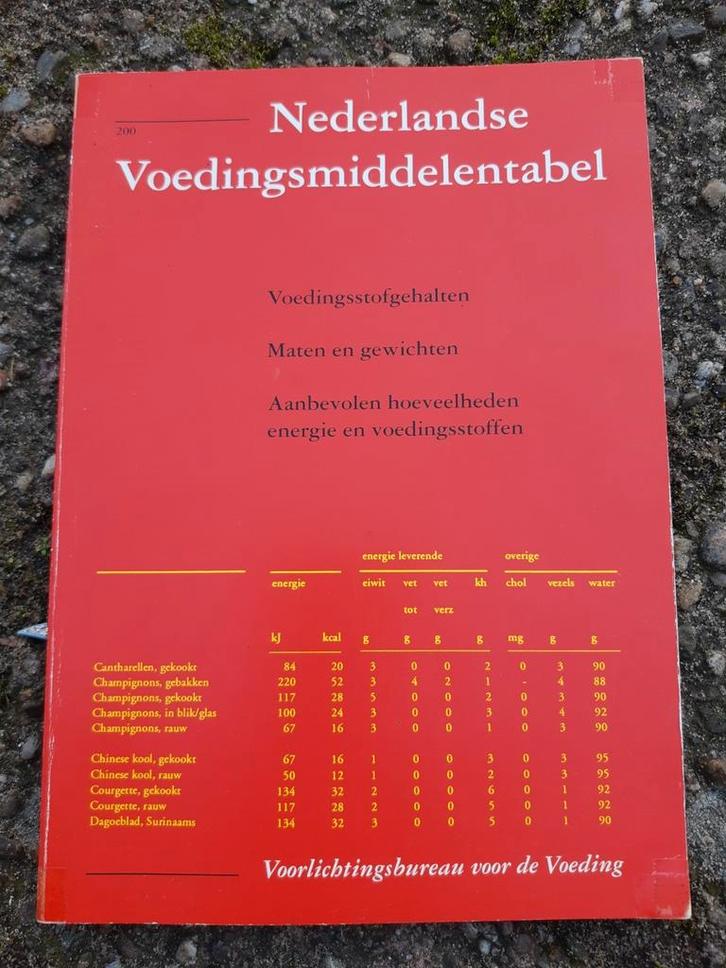 200
Nederlandse
Voedingsmiddelentabel
Voedingsstofgehalten
Maten en gewichten
Aanbevolen hoeveelheden
energie en voedingsstoffen
energie leverende overige
energie eiwit vet vet kh chol vezels water
tot verz
kJ kcal g g g g mg g g
Cantharellen, gekookt 84 20 3 0 0 2 0 3 90
Champignons, gebakken 220 52 3 4 2 1 - 4 88
Champignons, gekookt 117 28 5 0 0 2 0 3 90
Champignons, in blik/glas 100 24 3 0 0 3 0 4 92
Champignons, rauw 67 16 3 0 0 1 0 3 90
Chinese kool, gekookt 67 16 1 0 0 3 0 3 95
Chinese kool, rauw 50 12 1 0 0 2 0 3 95
Courgette, gekookt 134 32 2 0 0 6 0 1 92
Courgette, rauw 117 28 2 0 0 5 0 1 92
Dagoeblad, Surinaams 134 32 3 0 0 5 0 1 90
Voorlichtingsbureau voor de Voeding